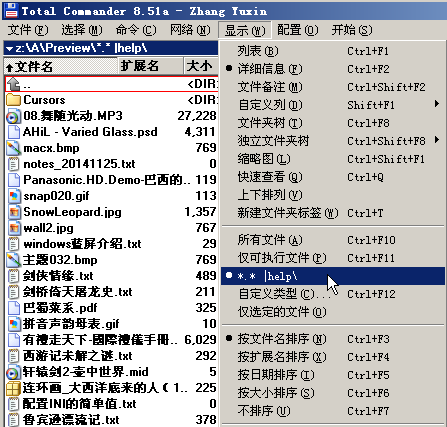 Total Commander 8.51a - Zhang Yuxin
文件(F) 选择(M) 命令(C) 网络(N) 显示(W) 配置(O) 开始(S)
z:\A\Preview\*.* |help\
文件名 扩展名 大小
.. <DIR
Cursors <DIR
08.舞随光动.MP3 27,228
AHiL - Varied Glass.psd 4,311
macx.bmp 769
notes_20141125.txt 0
Panasonic.HD.Demo-巴西的.. 119
snap020.gif 4
SnowLeopard.jpg 1,357
wall2.jpg 767
windows蓝屏介绍.txt 29
主题032.bmp 769
剑侠情缘.txt 489
剑桥倚天屠龙史.txt 211
巴蜀菜系.pdf 325
拼音声韵母表.gif 10
有禮走天下-國際禮儀手冊... 6,029
西游记未解之谜.txt 292
轩辕剑2-壶中世界.mid 5
连环画_大西洋底来的人（1... 225
配置INI的简单值.txt 0
鲁宾逊漂流记.txt 378
列表(B) Ctrl+F1
详细信息(F) Ctrl+F2
文件备注(M) Ctrl+Shift+F2
自定义列(D) Shift+F1
文件夹树(T) Ctrl+F8
独立文件夹树 Ctrl+Shift+F8
缩略图(L) Ctrl+Shift+F1
快速查看(Q) Ctrl+Q
上下排列(V)
新建文件夹标签(W) Ctrl+T
所有文件(A) Ctrl+F10
仅可执行文件(P) Ctrl+F11
*.* |help\
自定义类型(C)... Ctrl+F12
仅选定的文件(O)
按文件名排序(N) Ctrl+F3
按扩展名排序(X) Ctrl+F4
按日期排序(I) Ctrl+F5
按大小排序(S) Ctrl+F6
不排序(U) Ctrl+F7